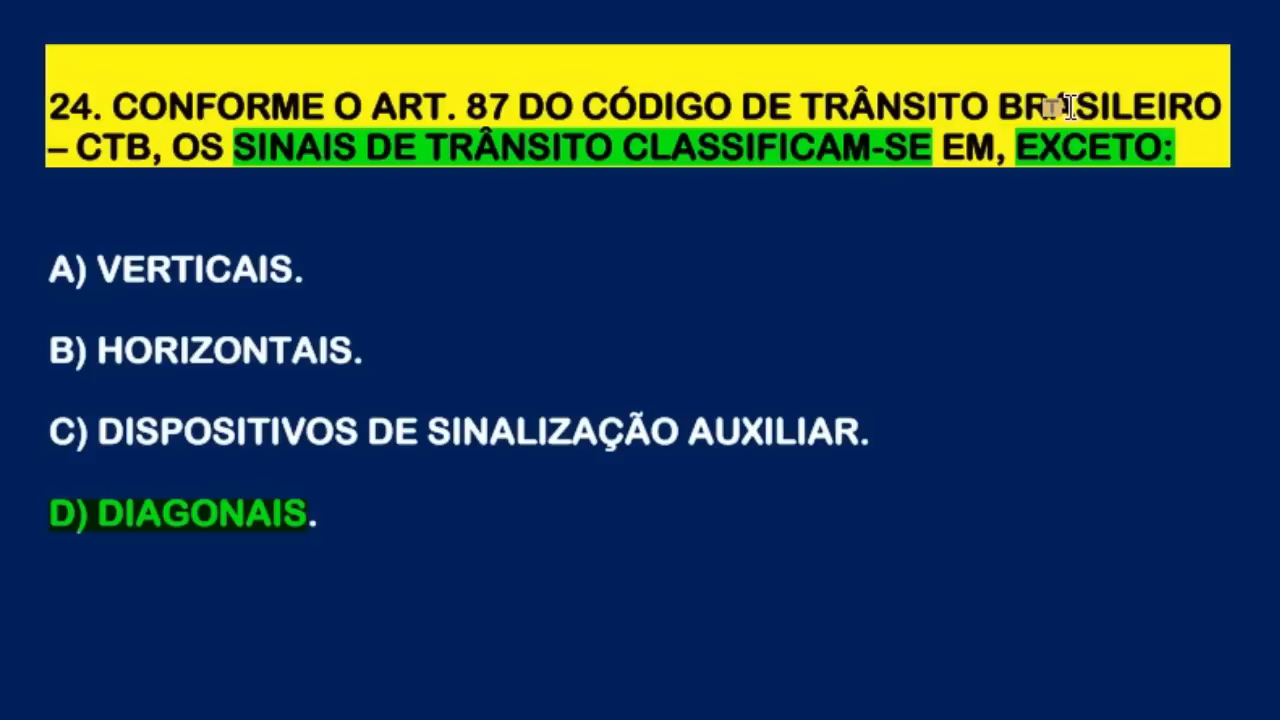 24. CONFORME O ART. 87 DO CÓDIGO DE TRÂNSITO BRASILEIRO
– CTB, OS SINAIS DE TRÂNSITO CLASSIFICAM-SE EM, EXCETO:
A) VERTICAIS.
B) HORIZONTAIS.
C) DISPOSITIVOS DE SINALIZAÇÃO AUXILIAR.
D) DIAGONAIS.